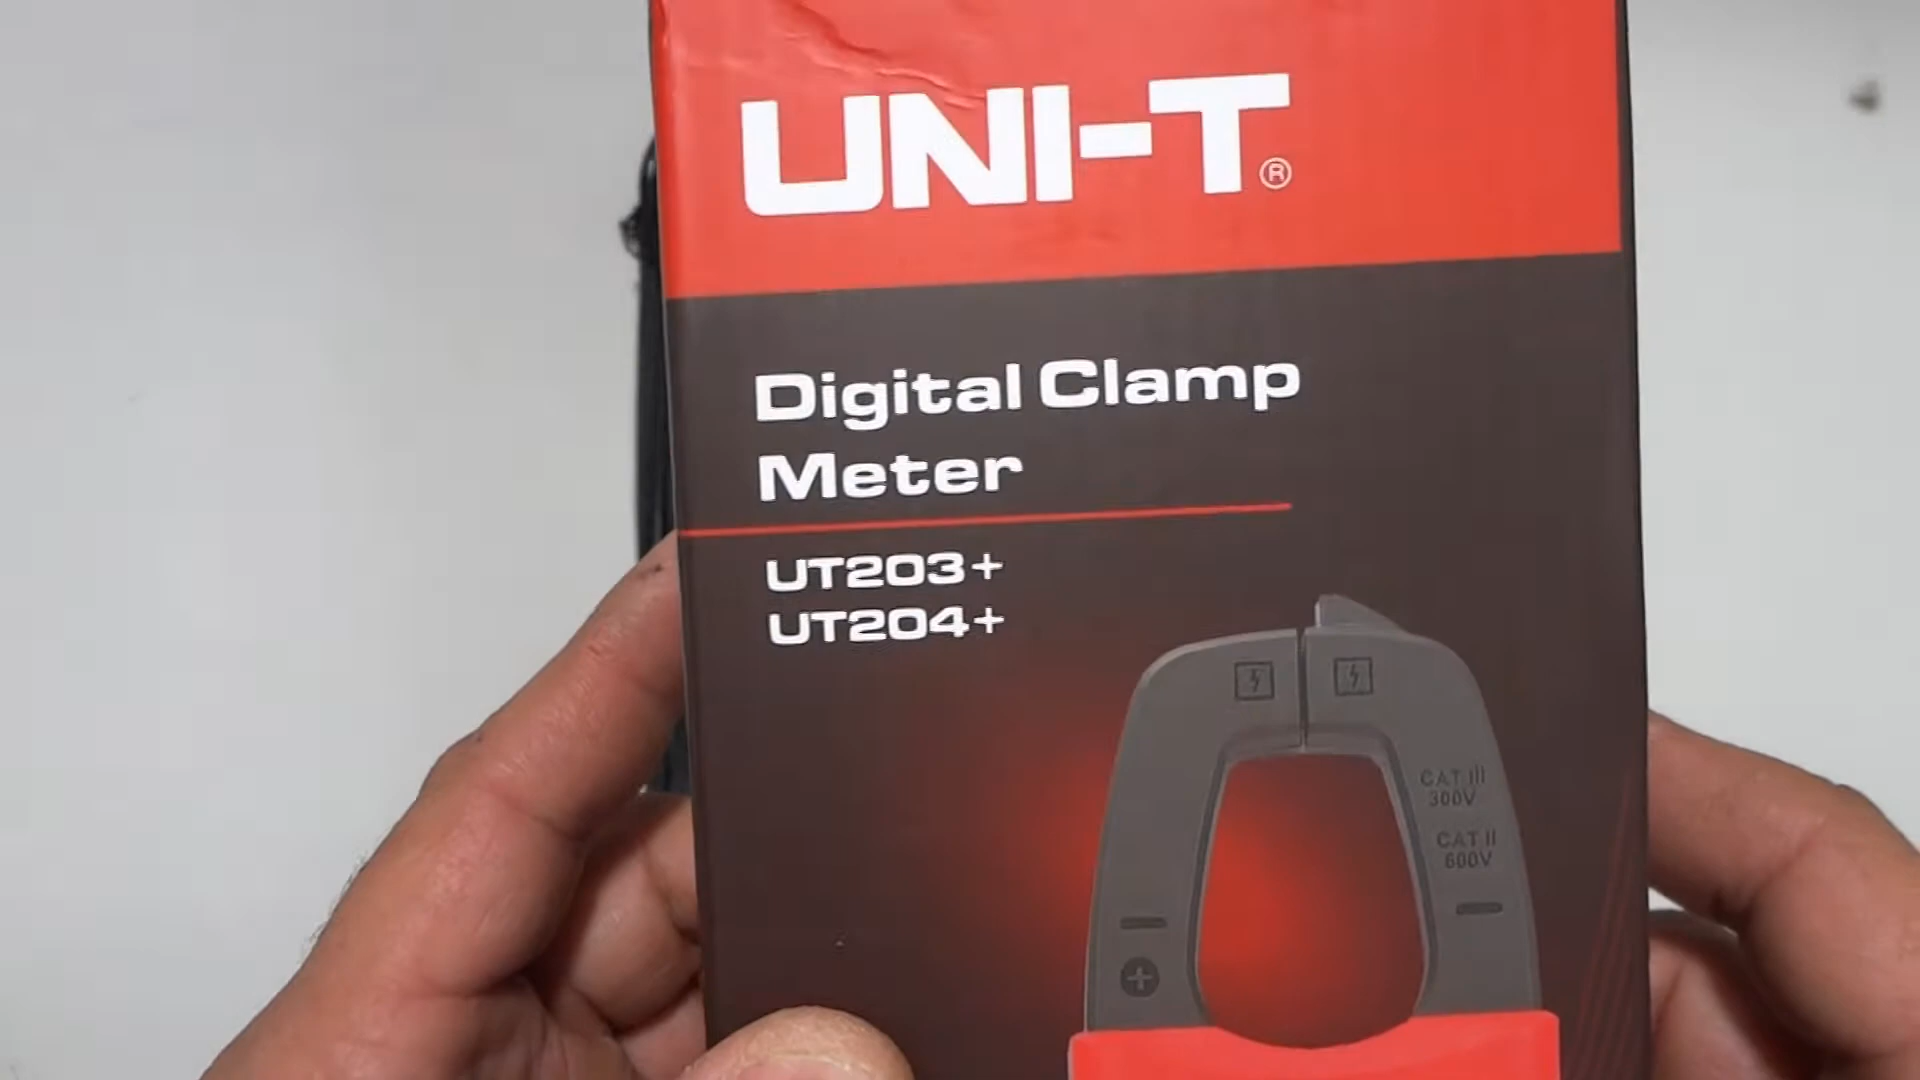 UNI-T®
Digital Clamp
Meter
UT203+
UT204+
CAT III
300V
CAT II
600V